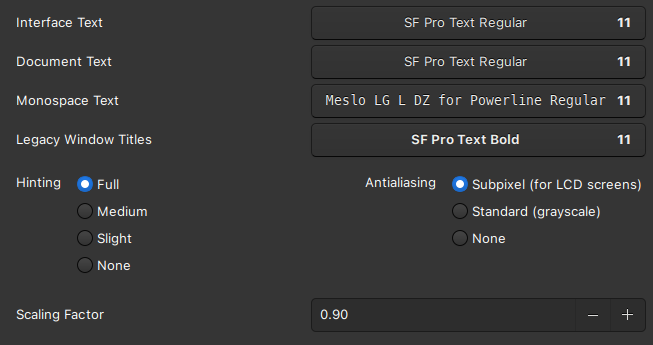 Interface Text SF Pro Text Regular 11
Document Text SF Pro Text Regular 11
Monospace Text Meslo LG L DZ for Powerline Regular 11
Legacy Window Titles SF Pro Text Bold 11
Hinting Full Antialiasing Subpixel (for LCD screens)
Medium Standard (grayscale)
Slight None
None
Scaling Factor 0.90 – +